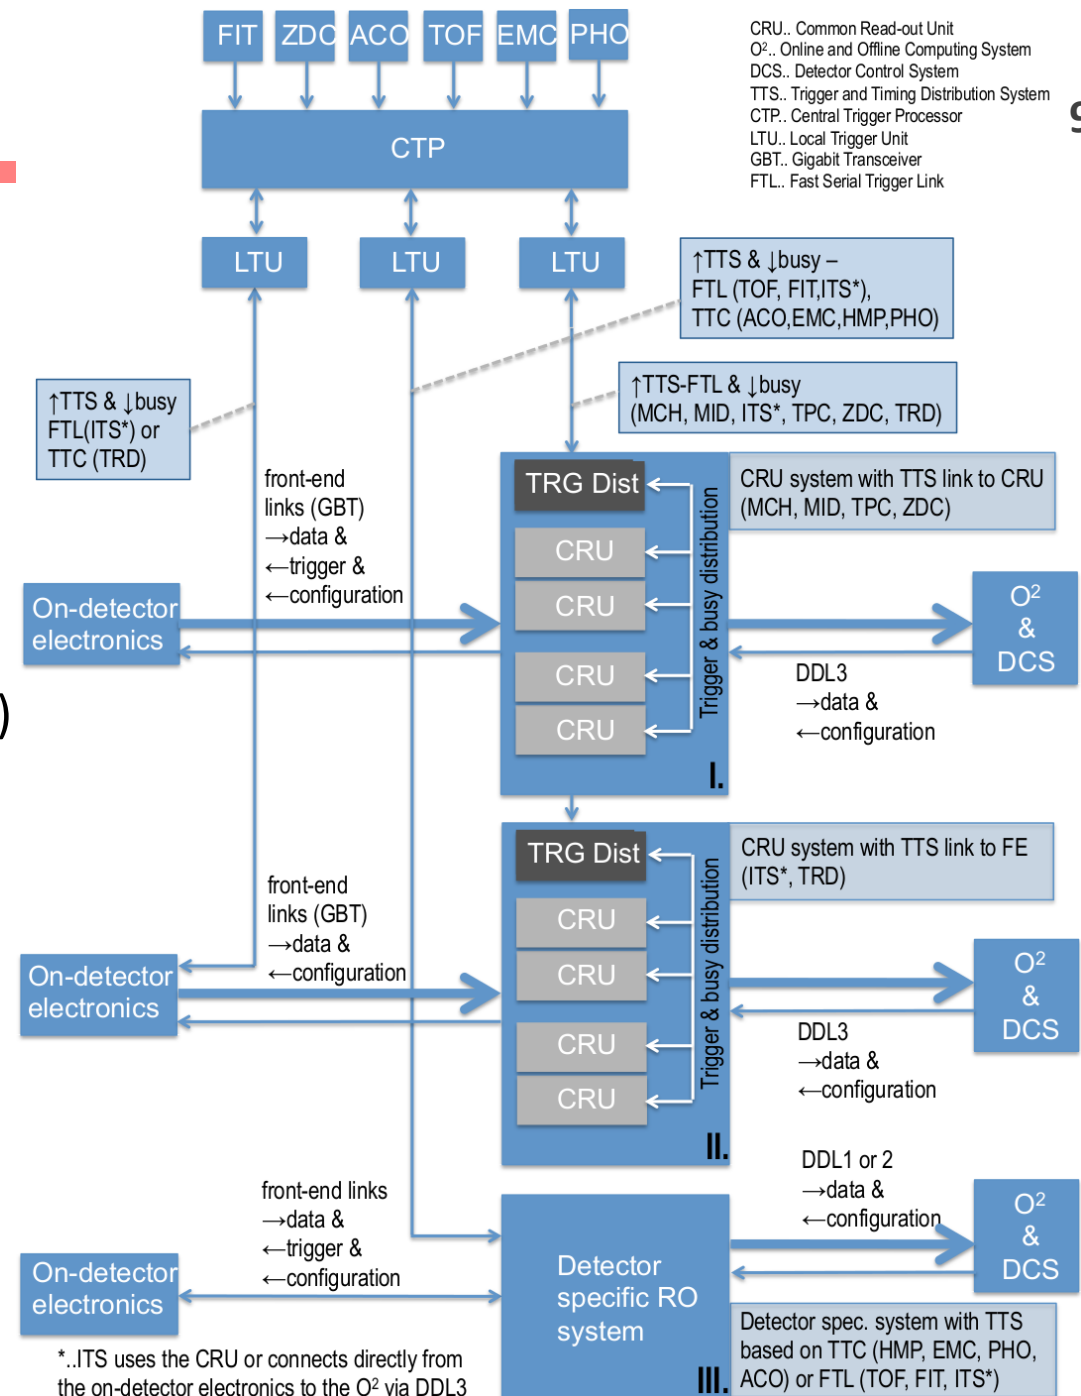 FIT ZDC ACO TOF EMC PHO
CRU.. Common Read-out Unit
O².. Online and Offline Computing System
DCS.. Detector Control System
TTS.. Trigger and Timing Distribution System
CTP.. Central Trigger Processor
LTU.. Local Trigger Unit
GBT.. Gigabit Transceiver
FTL.. Fast Serial Trigger Link
9
CTP
LTU
LTU
LTU
↑TTS & ↓busy –
FTL (TOF, FIT,ITS*),
TTC (ACO,EMC,HMP,PHO)
↑TTS & ↓busy
FTL(ITS*) or
TTC (TRD)
↑TTS-FTL & ↓busy
(MCH, MID, ITS*, TPC, ZDC, TRD)
front-end
links (GBT)
→data &
←trigger &
←configuration
On-detector
electronics
TRG Dist
CRU
CRU
CRU
CRU
Trigger & busy distribution
I.
CRU system with TTS link to CRU
(MCH, MID, TPC, ZDC)
O²
&
DCS
DDL3
→data &
←configuration
)
front-end
links (GBT)
→data &
←configuration
On-detector
electronics
TRG Dist
CRU
CRU
CRU
CRU
Trigger & busy distribution
II.
CRU system with TTS link to FE
(ITS*, TRD)
O²
&
DCS
DDL3
→data &
←configuration
front-end links
→data &
←trigger &
←configuration
On-detector
electronics
Detector
specific RO
system
III.
DDL1 or 2
→data &
←configuration
O²
&
DCS
Detector spec. system with TTS
based on TTC (HMP, EMC, PHO,
ACO) or FTL (TOF, FIT, ITS*)
*..ITS uses the CRU or connects directly from
the on-detector electronics to the O² via DDL3